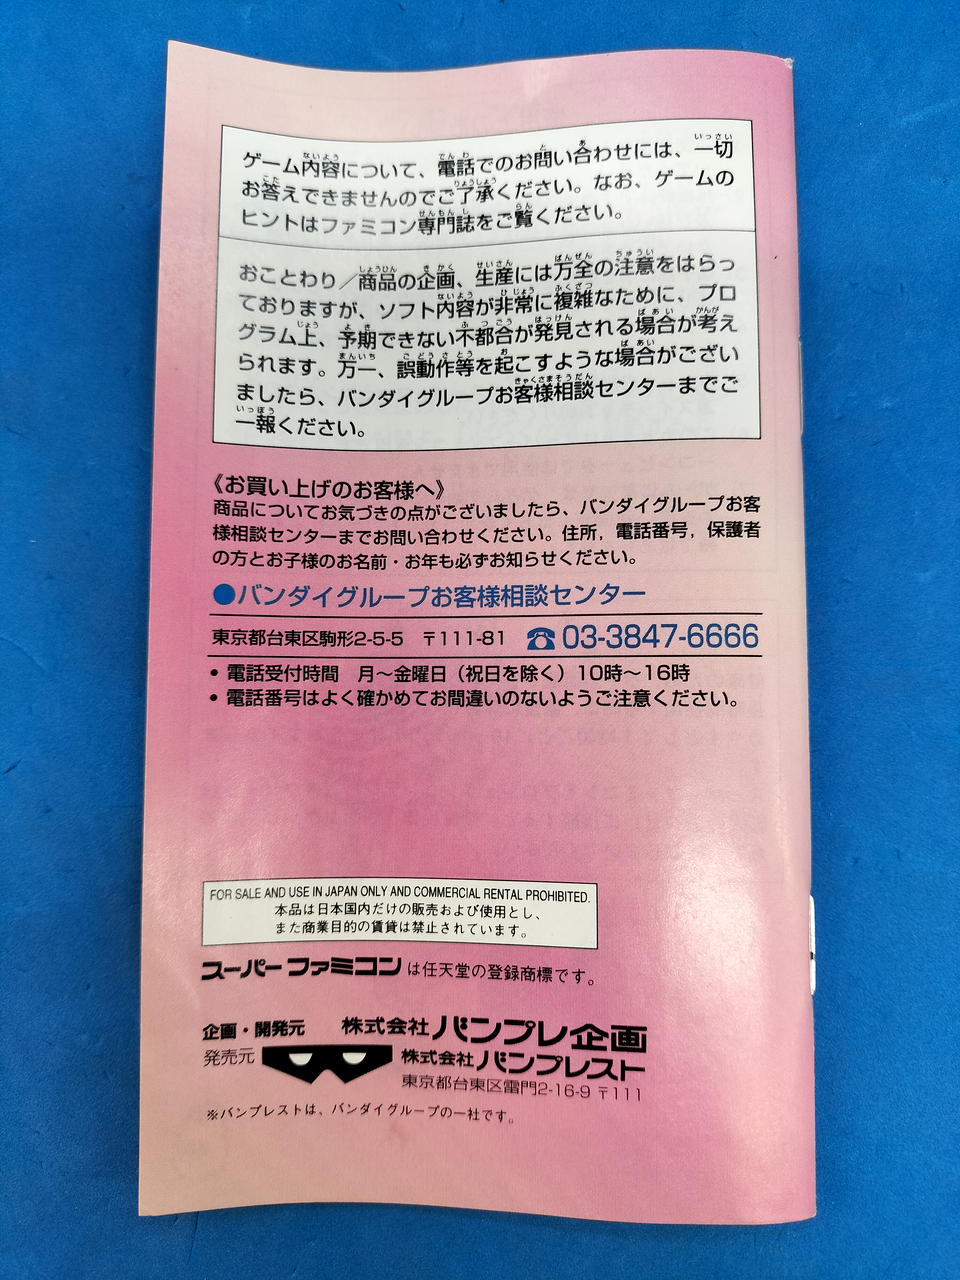 ゲーム内容について、電話でのお問い合わせには、一切
お答えできませんのでご了承ください。なお、ゲームの
ヒントはファミコン専門誌をご覧ください。
おことわり／商品の企画、生産には万全の注意をはらっ
ておりますが、ソフト内容が非常に複雑なために、プロ
グラム上、予期できない不都合が発見される場合が考え
られます。万一、誤動作等を起こすような場合がござい
ましたら、バンダイグループお客様相談センターまでご
一報ください。
《お買い上げのお客様へ》
商品についてお気づきの点がございましたら、バンダイグループお客
様相談センターまでお問い合わせください。住所，電話番号，保護者
の方とお子様のお名前・お年も必ずお知らせください。
●バンダイグループお客様相談センター
東京都台東区駒形2-5-5 〒111-81 ☎03-3847-6666
• 電話受付時間 月～金曜日（祝日を除く）10時～16時
• 電話番号はよく確かめてお間違いのないようご注意ください。
FOR SALE AND USE IN JAPAN ONLY AND COMMERCIAL RENTAL PROHIBITED.
本品は日本国内だけの販売および使用とし、
また商業目的の賃貸は禁止されています。
スーパーファミコンは任天堂の登録商標です。
企画・開発元 株式会社バンプレ企画
発売元 株式会社バンプレスト
東京都台東区雷門2-16-9 〒111
※バンプレストは、バンダイグループの一社です。